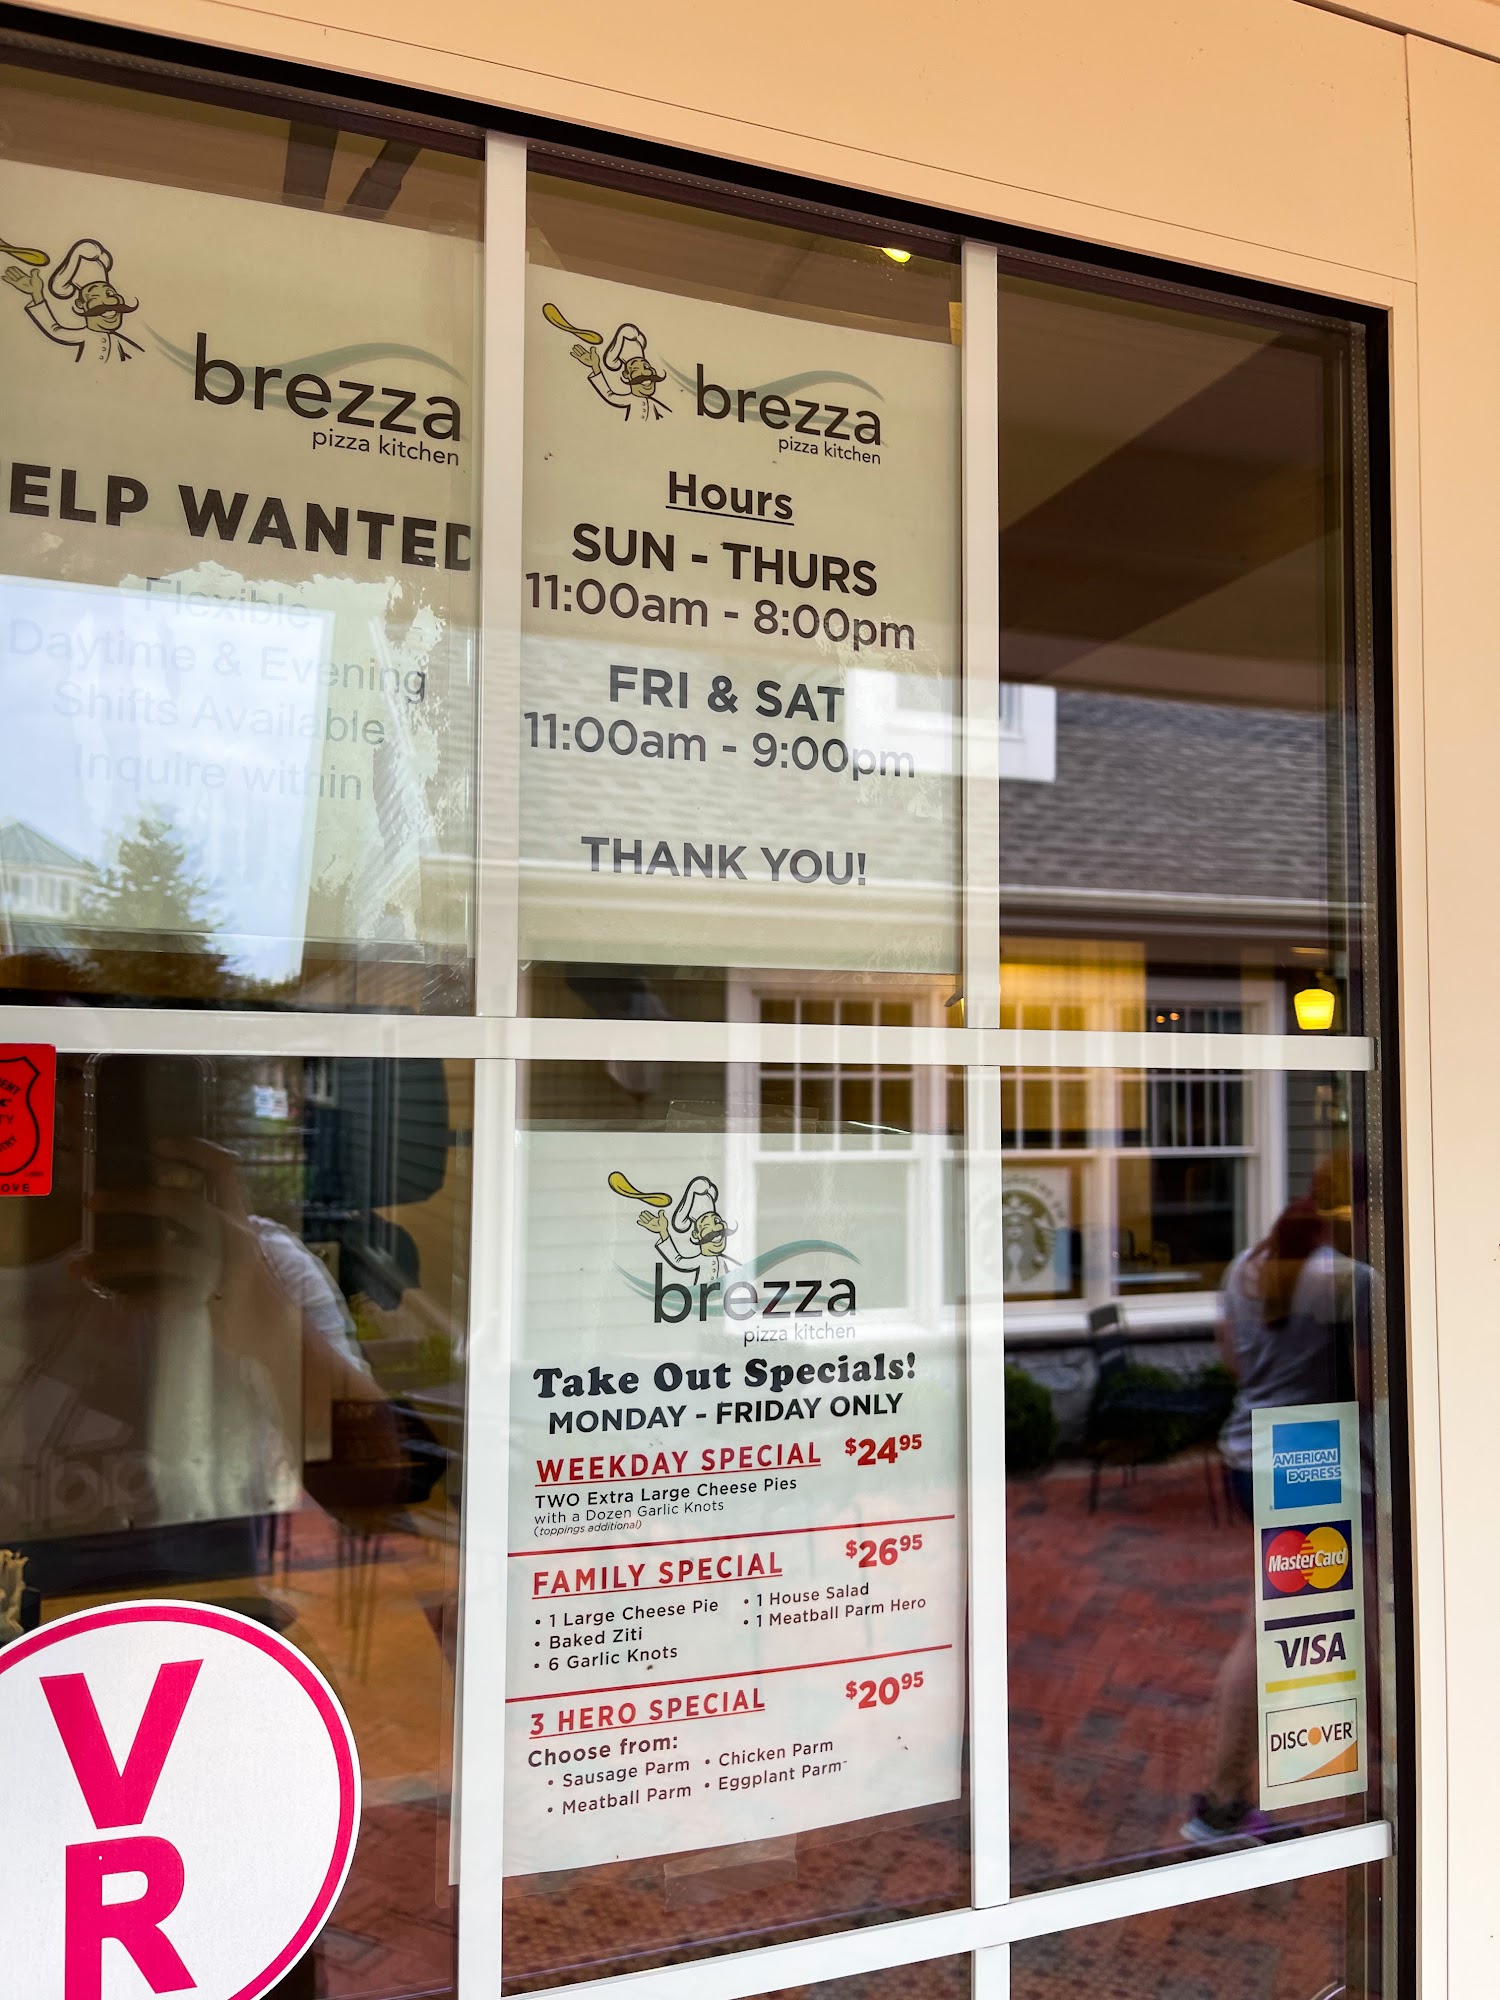 brezza
pizza kitchen
ELP WANTED
Flexible
Daytime & Evening
Shifts Available
Inquire within
brezza
pizza kitchen
Hours
SUN - THURS
11:00am - 8:00pm
FRI & SAT
11:00am - 9:00pm
THANK YOU!
brezza
pizza kitchen
Take Out Specials!
MONDAY - FRIDAY ONLY
WEEKDAY SPECIAL $24.95
TWO Extra Large Cheese Pies
with a Dozen Garlic Knots
(toppings additional)
FAMILY SPECIAL $26.95
• 1 Large Cheese Pie • 1 House Salad
• Baked Ziti • 1 Meatball Parm Hero
• 6 Garlic Knots
3 HERO SPECIAL $20.95
Choose from:
• Sausage Parm • Chicken Parm
• Meatball Parm • Eggplant Parm
AMERICAN
EXPRESS
MasterCard
VISA
DISCOVER
V
R